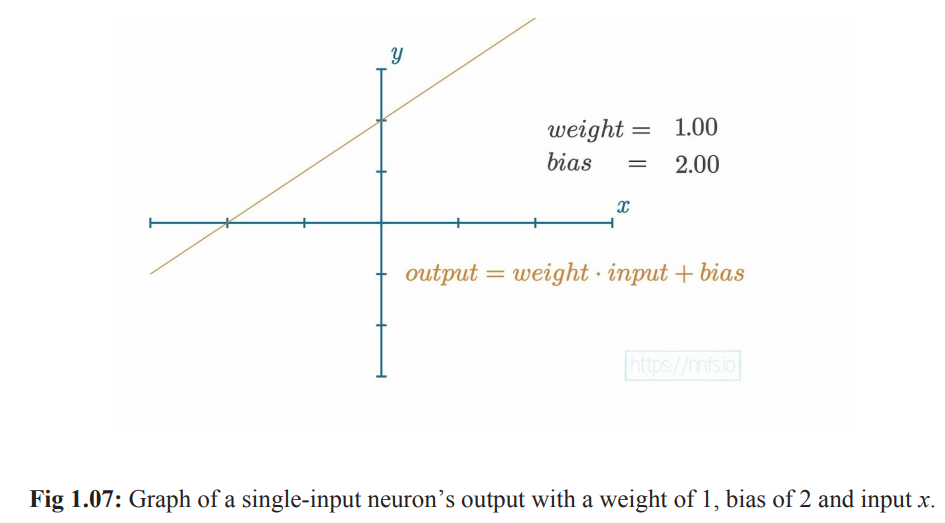 y
weight = 1.00
bias = 2.00
x
output = weight · input + bias
https://nnfs.io
Fig 1.07: Graph of a single-input neuron’s output with a weight of 1, bias of 2 and input x.